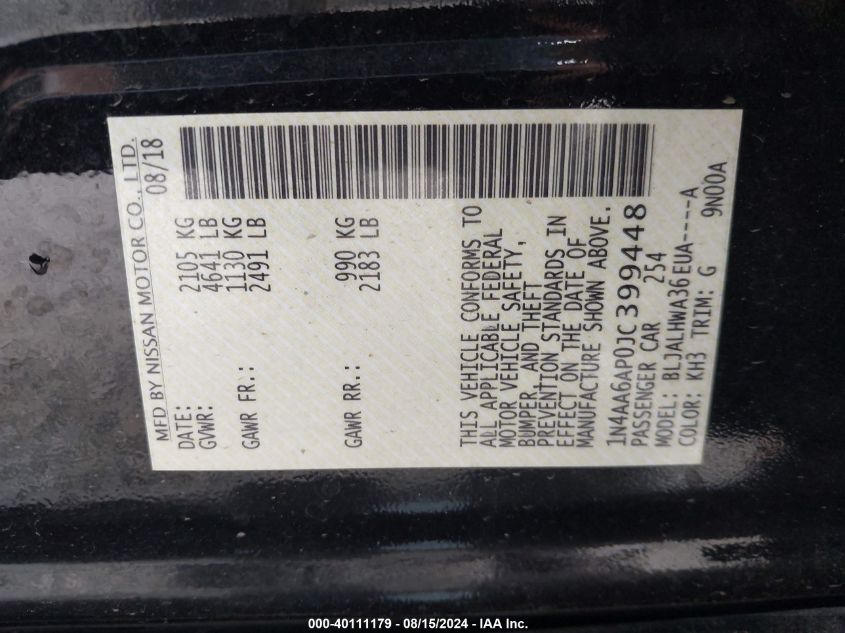 MFD BY NISSAN MOTOR CO., LTD.
DATE: 08/18
GVWR: 2105 KG
4641 LB
GAWR FR.: 1130 KG
2491 LB
GAWR RR.: 990 KG
2183 LB
THIS VEHICLE CONFORMS TO
ALL APPLICABLE FEDERAL
MOTOR VEHICLE SAFETY,
BUMPER, AND THEFT
PREVENTION STANDARDS IN
EFFECT ON THE DATE OF
MANUFACTURE SHOWN ABOVE.
1N4AA6AP0JC399448
PASSENGER CAR 254
MODEL: BLJALHWA36EUA----A
COLOR: KH3 TRIM: G 9N00A
000-40111179 - 08/15/2024 - IAA Inc.